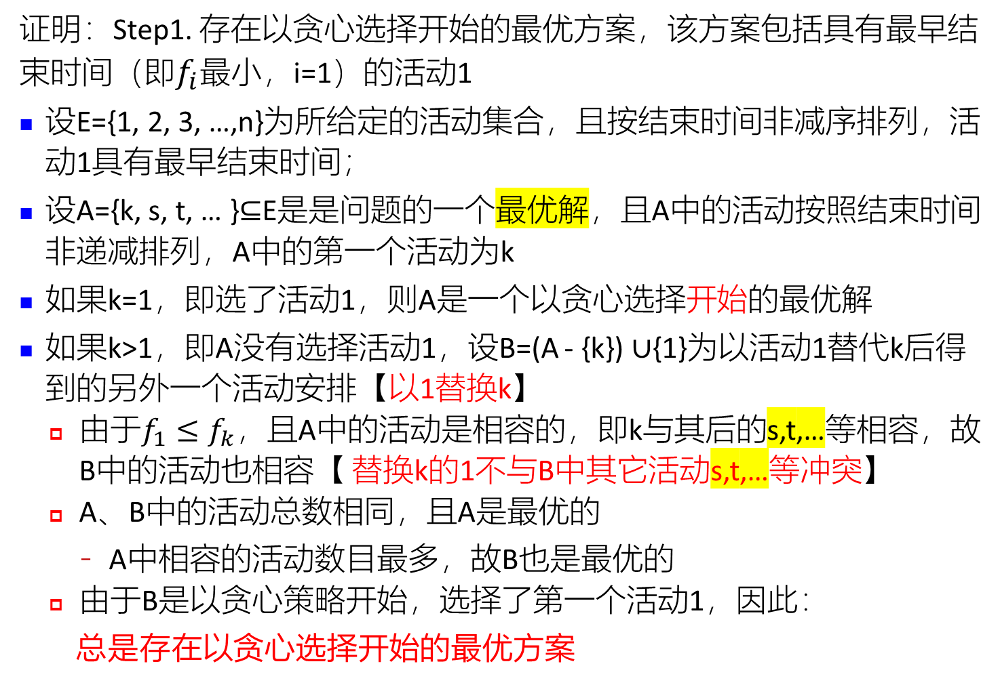 证明：Step1. 存在以贪心选择开始的最优方案，该方案包括具有最早结
束时间（即fᵢ最小，i=1）的活动1
■ 设E={1, 2, 3, …,n}为所给定的活动集合，且按结束时间非减序排列，活
动1具有最早结束时间；
■ 设A={k, s, t, … }⊆E是是问题的一个最优解，且A中的活动按照结束时间
非递减排列，A中的第一个活动为k
■ 如果k=1，即选了活动1，则A是一个以贪心选择开始的最优解
■ 如果k>1，即A没有选择活动1，设B=(A - {k}) ∪{1}为以活动1替代k后得
到的另外一个活动安排【以1替换k】
□ 由于f₁ ≤ fₖ，且A中的活动是相容的，即k与其后的s,t,…等相容，故
B中的活动也相容【 替换k的1不与B中其它活动s,t,…等冲突】
□ A、B中的活动总数相同，且A是最优的
– A中相容的活动数目最多，故B也是最优的
□ 由于B是以贪心策略开始，选择了第一个活动1，因此：
总是存在以贪心选择开始的最优方案